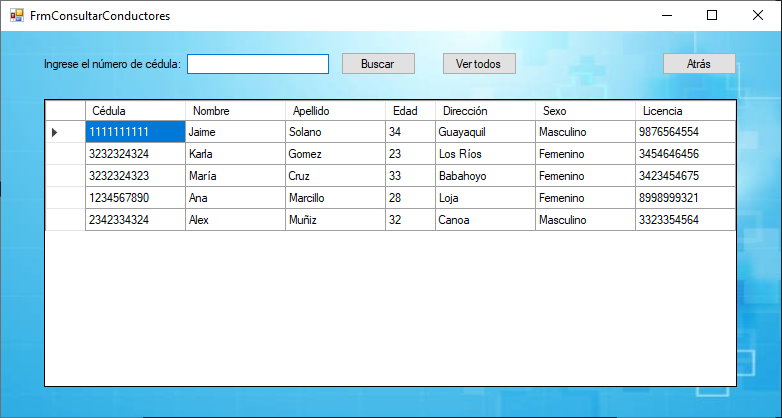 FrmConsultarConductores
Ingrese el número de cédula: Buscar Ver todos Atrás
Cédula Nombre Apellido Edad Dirección Sexo Licencia
1111111111 Jaime Solano 34 Guayaquil Masculino 9876564554
3232324324 Karla Gomez 23 Los Ríos Femenino 3454646456
3232324323 María Cruz 33 Babahoyo Femenino 3423454675
1234567890 Ana Marcillo 28 Loja Femenino 8998999321
2342334324 Alex Muñiz 32 Canoa Masculino 3323354564